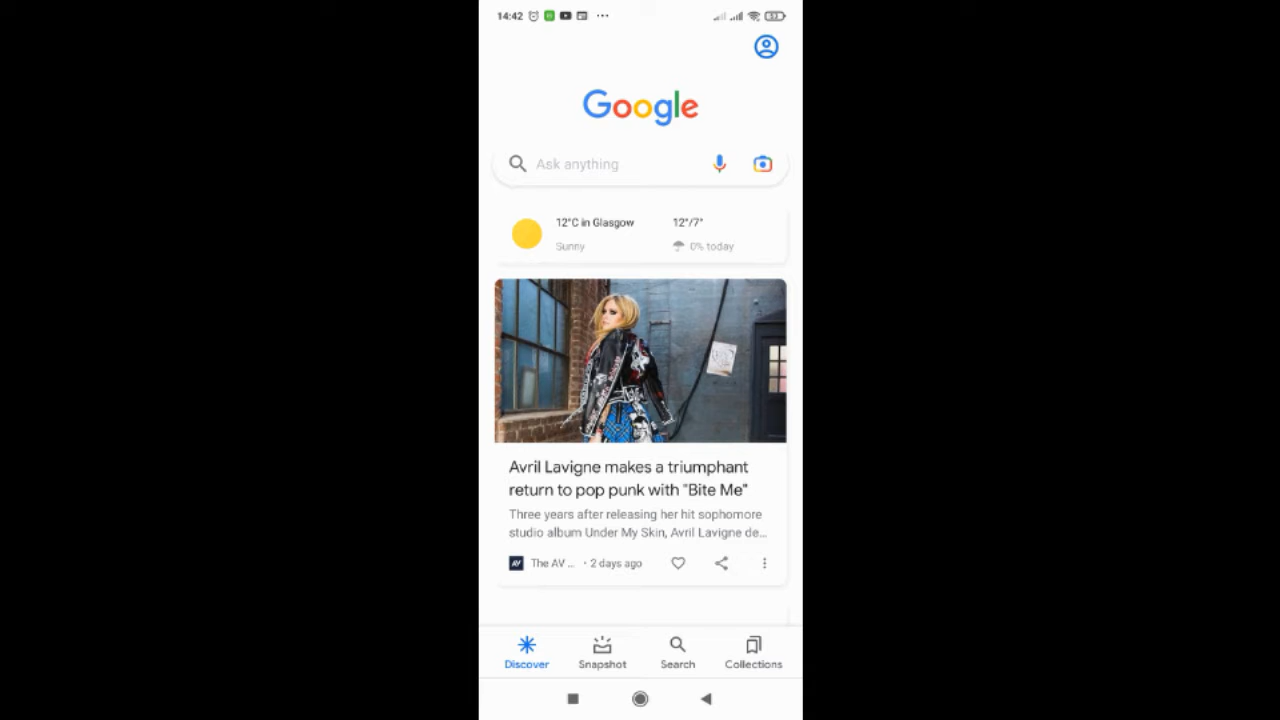 14:42
53
Google
Ask anything
12°C in Glasgow
12°/7°
Sunny
0% today
Avril Lavigne makes a triumphant
return to pop punk with "Bite Me"
Three years after releasing her hit sophomore
studio album Under My Skin, Avril Lavigne de...
AV The AV ... · 2 days ago
Discover
Snapshot
Search
Collections